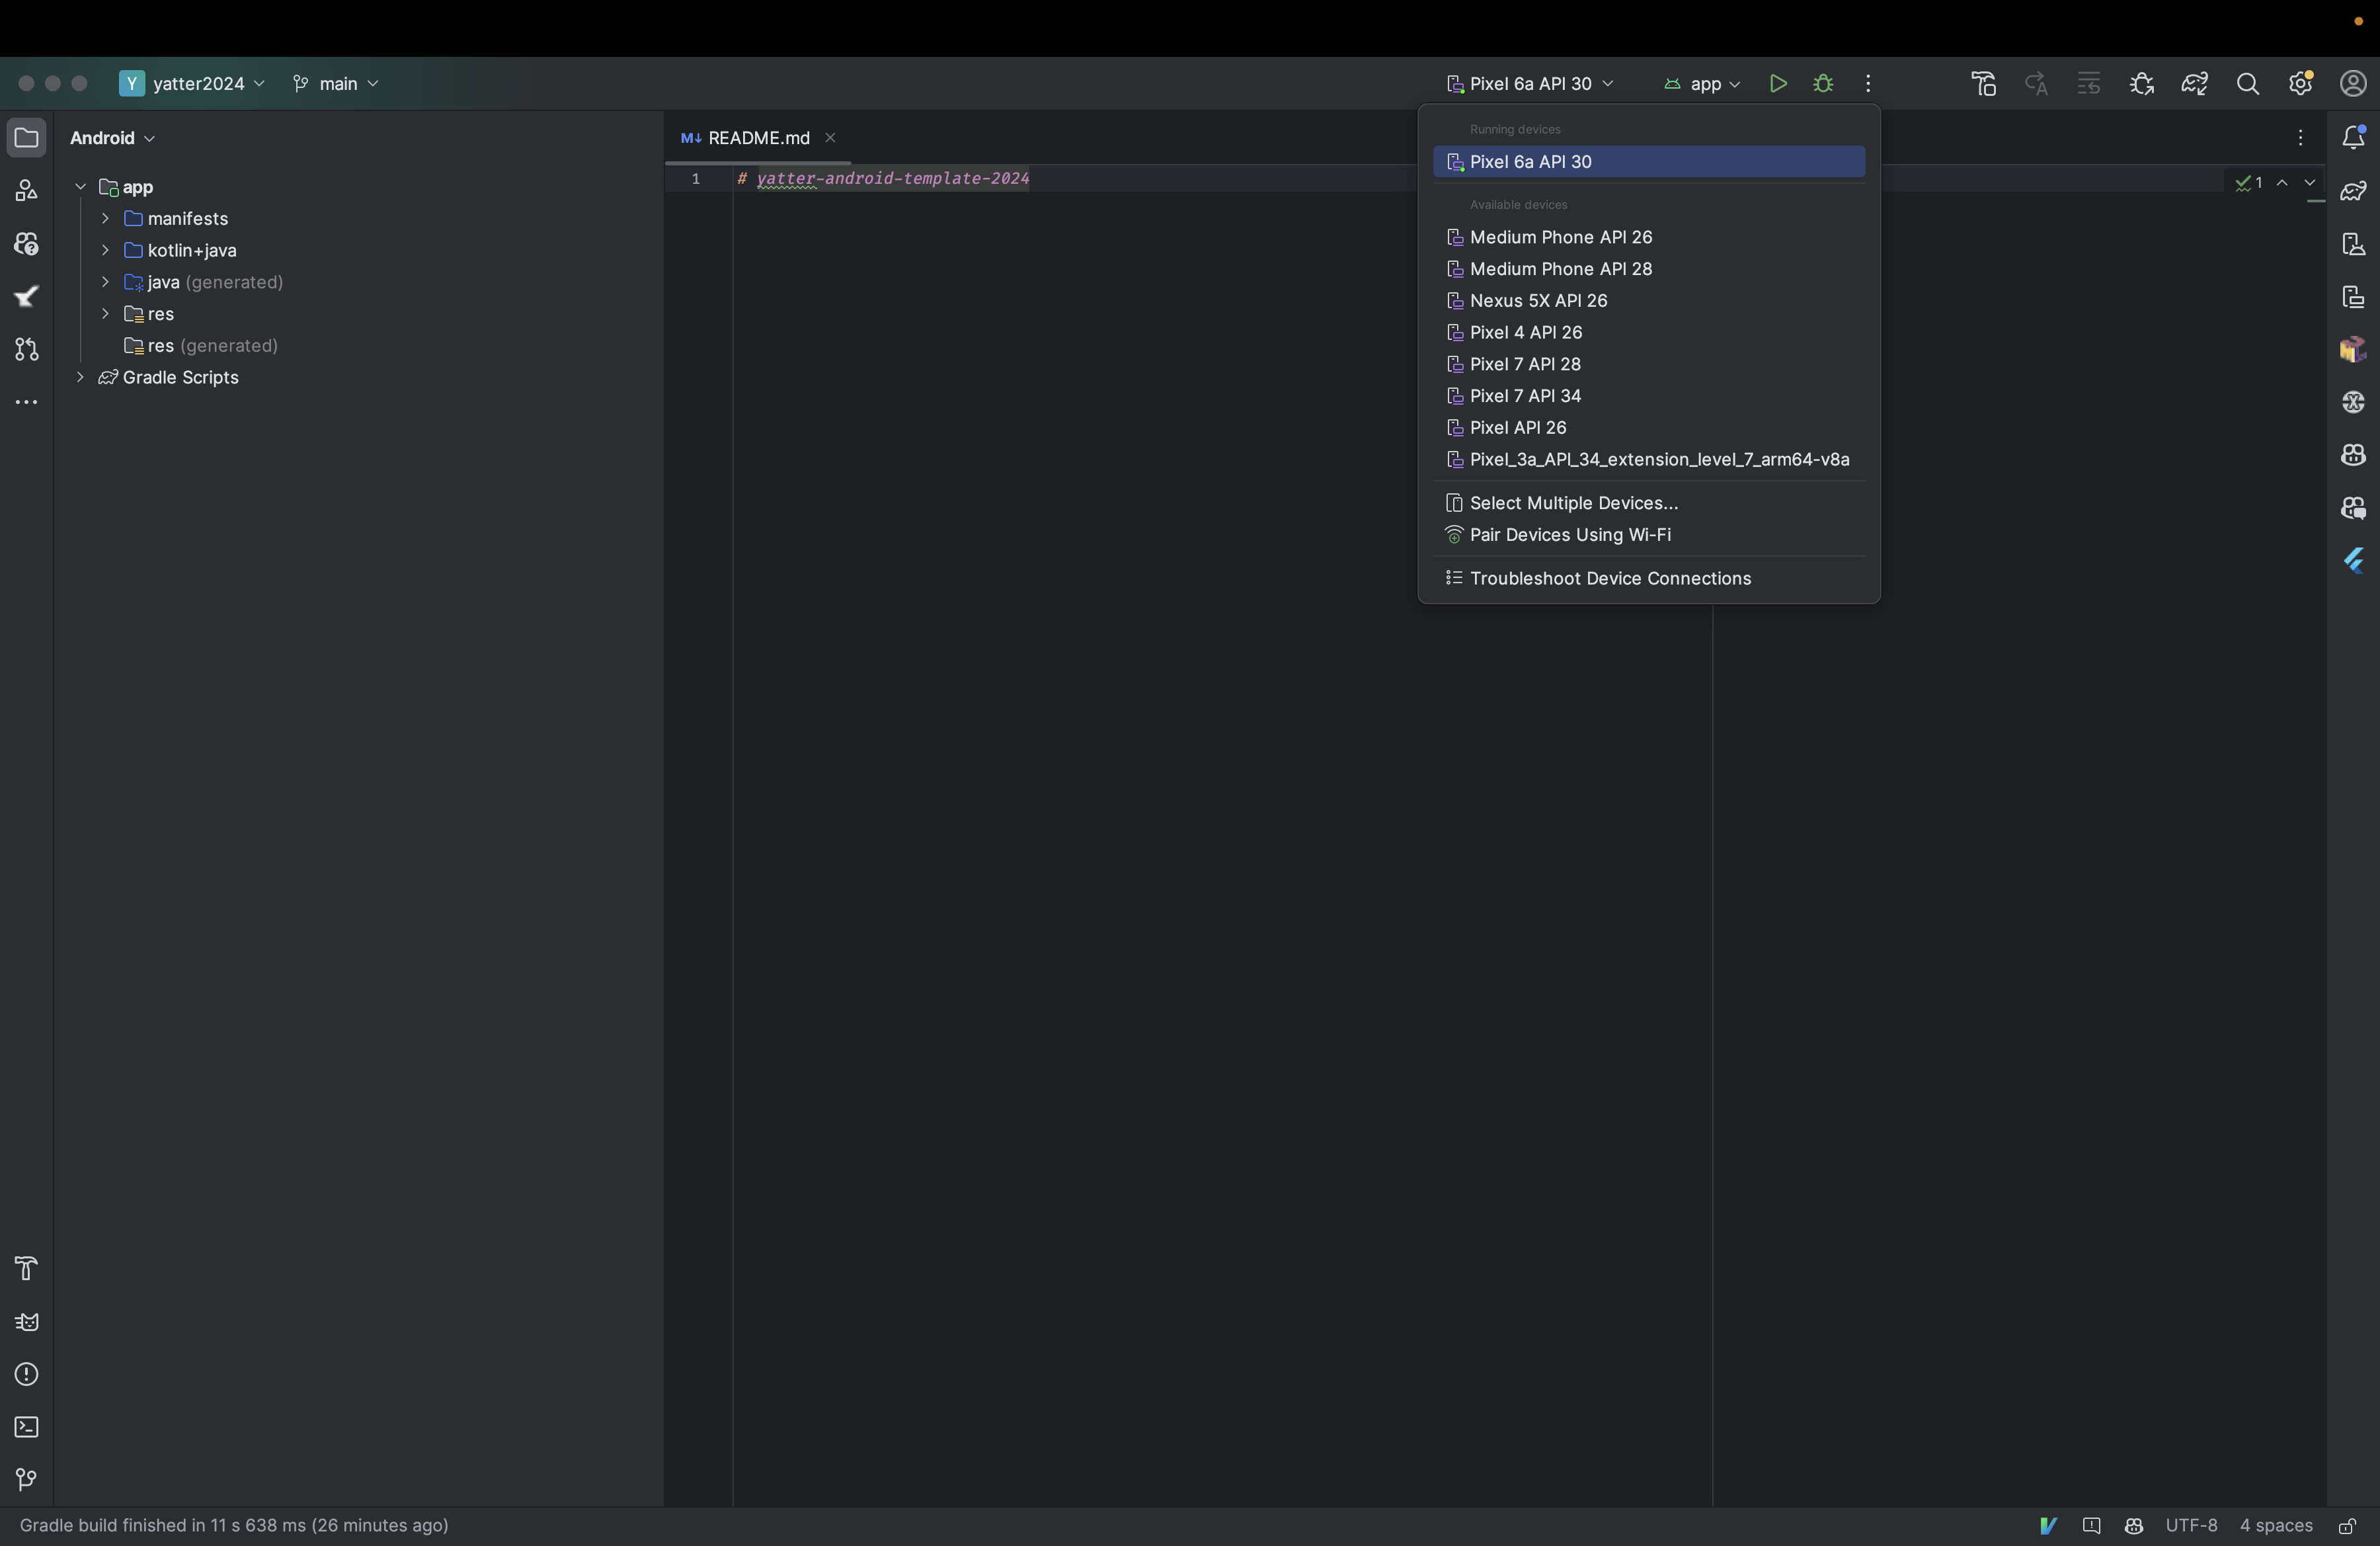 Y yatter2024 main Pixel 6a API 30 app
Android
app
manifests
kotlin+java
java (generated)
res
res (generated)
Gradle Scripts
M↓ README.md
1 # yatter-android-template-2024
1
Running devices
Pixel 6a API 30
Available devices
Medium Phone API 26
Medium Phone API 28
Nexus 5X API 26
Pixel 4 API 26
Pixel 7 API 28
Pixel 7 API 34
Pixel API 26
Pixel_3a_API_34_extension_level_7_arm64-v8a
Select Multiple Devices...
Pair Devices Using Wi-Fi
Troubleshoot Device Connections
Gradle build finished in 11 s 638 ms (26 minutes ago)
UTF-8 4 spaces